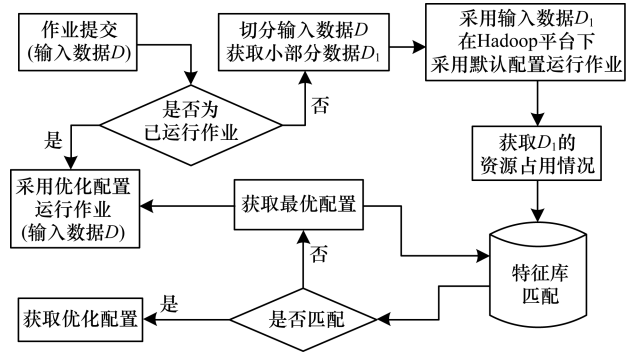 作业提交
(输入数据D)
切分输入数据D
获取小部分数据D₁
采用输入数据D₁
在Hadoop平台下
采用默认配置运行作业
是否为
已运行作业
否
是
获取D₁的
资源占用情况
采用优化配置
运行作业
(输入数据D)
获取最优配置
特征库
匹配
否
是
获取优化配置
是否匹配